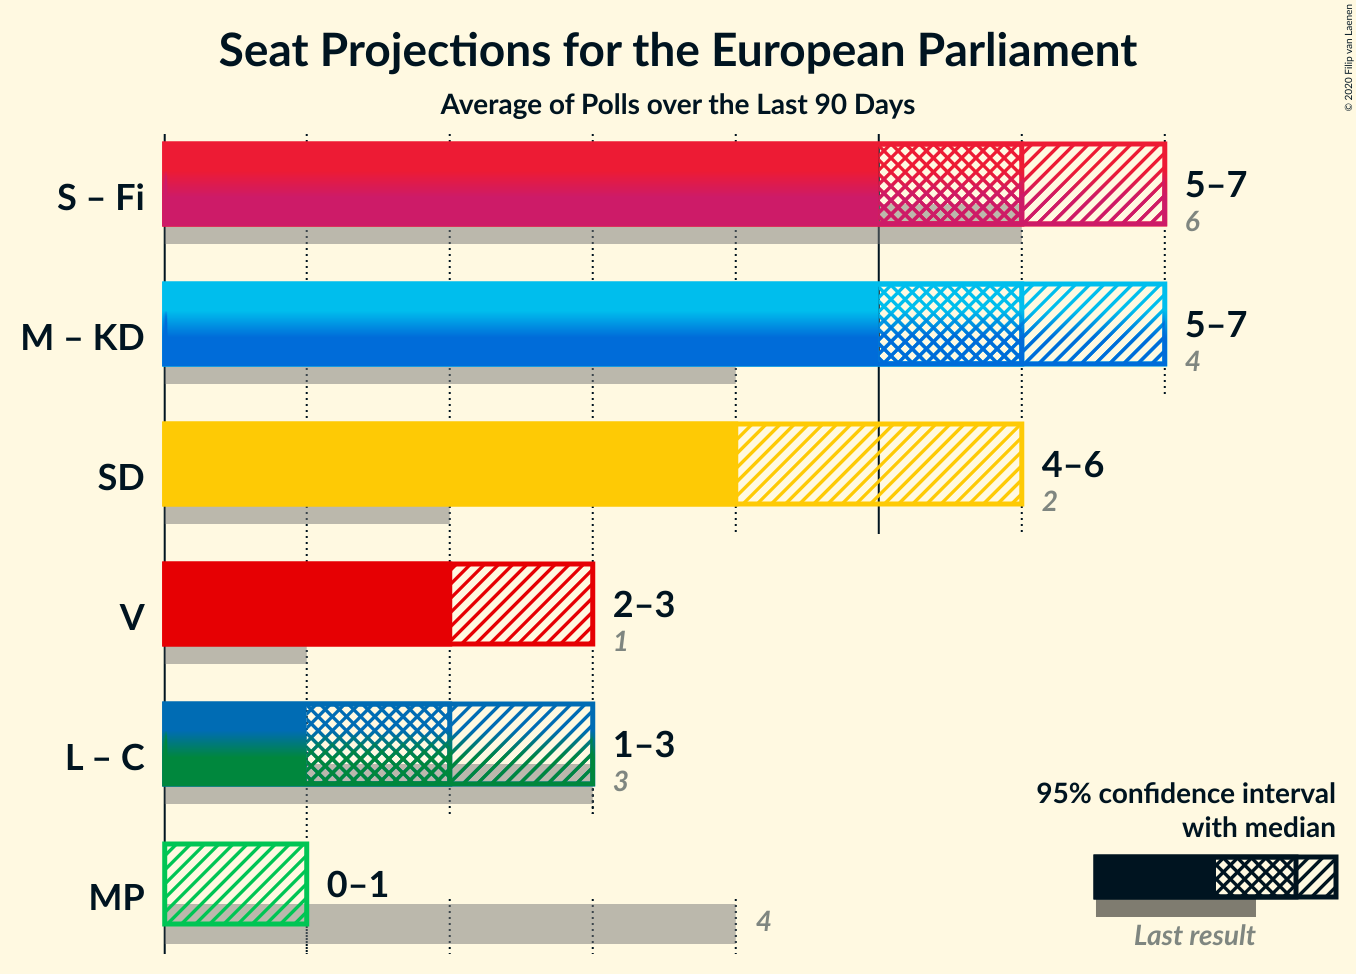 Seat Projections for the European Parliament
Average of Polls over the Last 90 Days
© 2020 Filip van Laenen
S – Fi
5–7
6
M – KD
5–7
4
SD
4–6
2
V
2–3
1
L – C
1–3
3
MP
0–1
4
95% confidence interval
with median
Last result